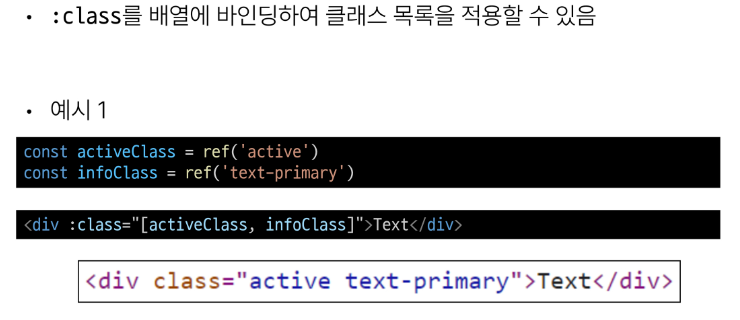 • :class를 배열에 바인딩하여 클래스 목록을 적용할 수 있음
• 예시 1
const activeClass = ref('active')
const infoClass = ref('text-primary')
<div :class="[activeClass, infoClass]">Text</div>
<div class="active text-primary">Text</div>